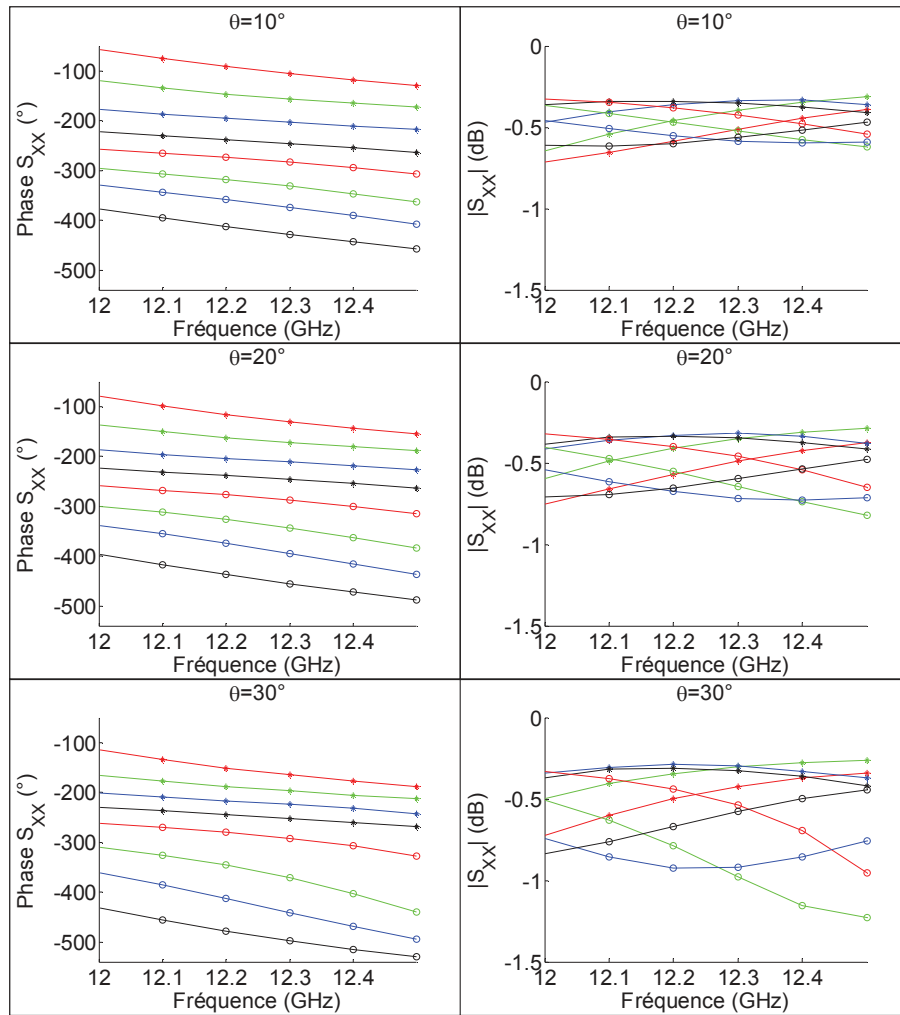 θ=10°
Phase S_XX (°)
-100
-200
-300
-400
-500
12 12.1 12.2 12.3 12.4
Fréquence (GHz)
θ=10°
|S_XX| (dB)
0
-0.5
-1
-1.5
12 12.1 12.2 12.3 12.4
Fréquence (GHz)
θ=20°
Phase S_XX (°)
-100
-200
-300
-400
-500
12 12.1 12.2 12.3 12.4
Fréquence (GHz)
θ=20°
|S_XX| (dB)
0
-0.5
-1
-1.5
12 12.1 12.2 12.3 12.4
Fréquence (GHz)
θ=30°
Phase S_XX (°)
-100
-200
-300
-400
-500
12 12.1 12.2 12.3 12.4
Fréquence (GHz)
θ=30°
|S_XX| (dB)
0
-0.5
-1
-1.5
12 12.1 12.2 12.3 12.4
Fréquence (GHz)